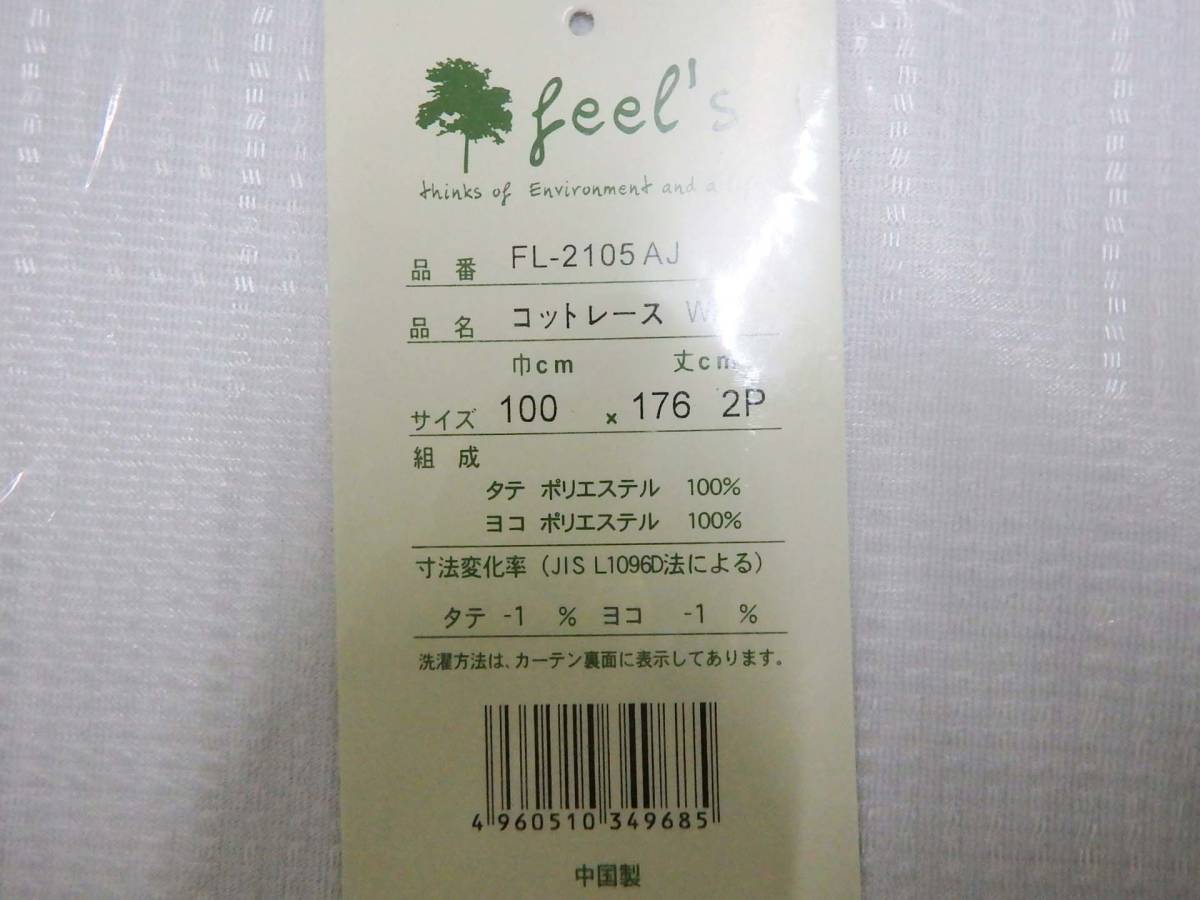 feel's
thinks of Environment and a life
品番 FL-2105AJ
品名 コットレース
巾cm 丈cm
サイズ 100 × 176 2P
組成
タテ ポリエステル 100%
ヨコ ポリエステル 100%
寸法変化率（JIS L1096D法による）
タテ -1 % ヨコ -1 %
洗濯方法は、カーテン裏面に表示してあります。
4 960510 349685
中国製